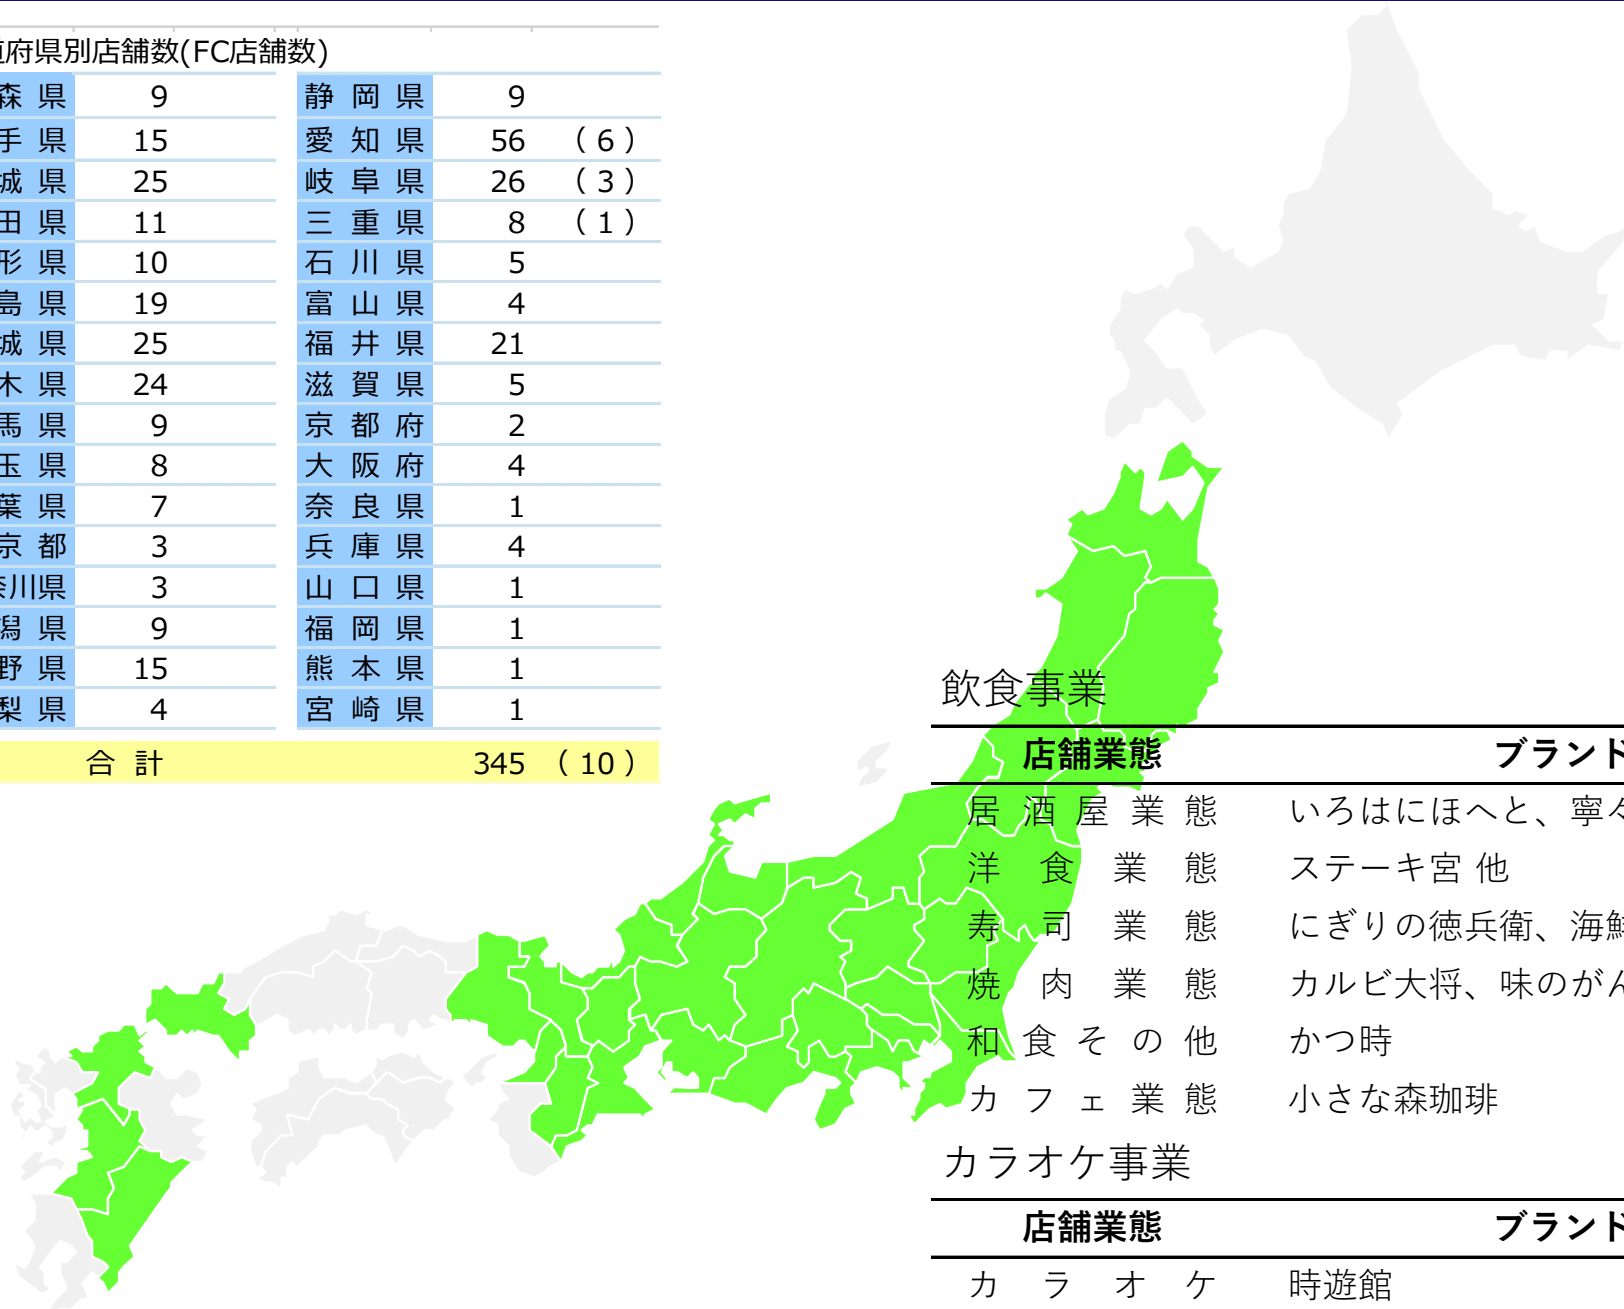 府県別店舗数(FC店舗数)
森県 9 静岡県 9
手県 15 愛知県 56 (6)
城県 25 岐阜県 26 (3)
田県 11 三重県 8 (1)
形県 10 石川県 5
島県 19 富山県 4
城県 25 福井県 21
木県 24 滋賀県 5
馬県 9 京都府 2
玉県 8 大阪府 4
葉県 7 奈良県 1
京都 3 兵庫県 4
川県 3 山口県 1
潟県 9 福岡県 1
野県 15 熊本県 1
梨県 4 宮崎県 1
合計 345 (10)
飲食事業
店舗業態 ブランド
居酒屋業態 いろはにほへと、寧々
洋食業態 ステーキ宮 他
寿司業態 にぎりの徳兵衛、海鮮
焼肉業態 カルビ大将、味のがん
和食その他 かつ時
カフェ業態 小さな森珈琲
カラオケ事業
店舗業態 ブランド
カラオケ 時遊館